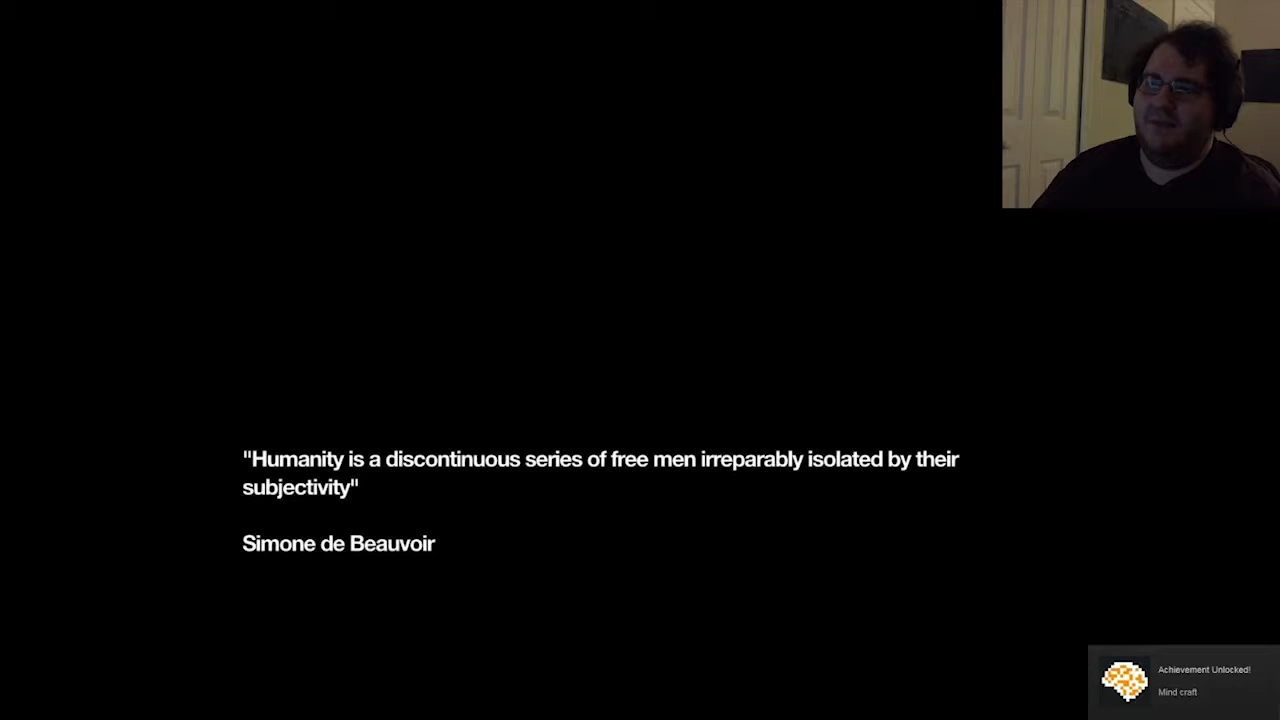 "Humanity is a discontinuous series of free men irreparably isolated by their
subjectivity"
Simone de Beauvoir
Achievement Unlocked!
Mind craft